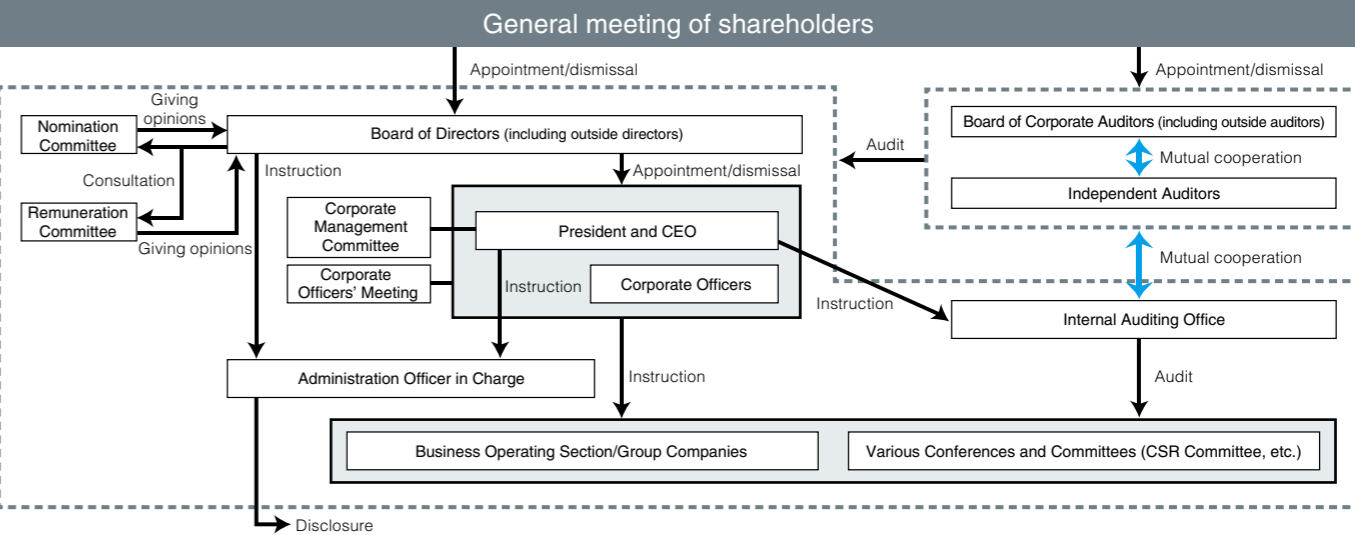 General meeting of shareholders
Appointment/dismissal
Appointment/dismissal
Giving
opinions
Nomination
Committee
Board of Directors (including outside directors)
Board of Corporate Auditors (including outside auditors)
Audit
Mutual cooperation
Consultation
Instruction
Appointment/dismissal
Independent Auditors
Remuneration
Committee
Giving opinions
Corporate
Management
Committee
President and CEO
Mutual cooperation
Corporate
Officers' Meeting
Instruction
Corporate Officers
Instruction
Internal Auditing Office
Administration Officer in Charge
Instruction
Audit
Business Operating Section/Group Companies
Various Conferences and Committees (CSR Committee, etc.)
Disclosure